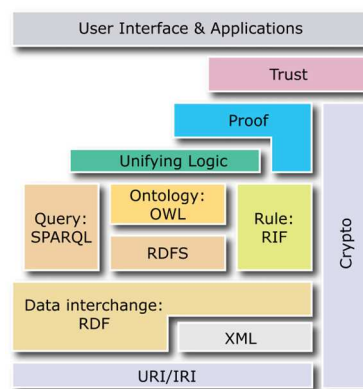 User Interface & Applications
Trust
Proof
Unifying Logic
Query:
SPARQL
Ontology:
OWL
RDFS
Rule:
RIF
Crypto
Data interchange:
RDF
XML
URI/IRI